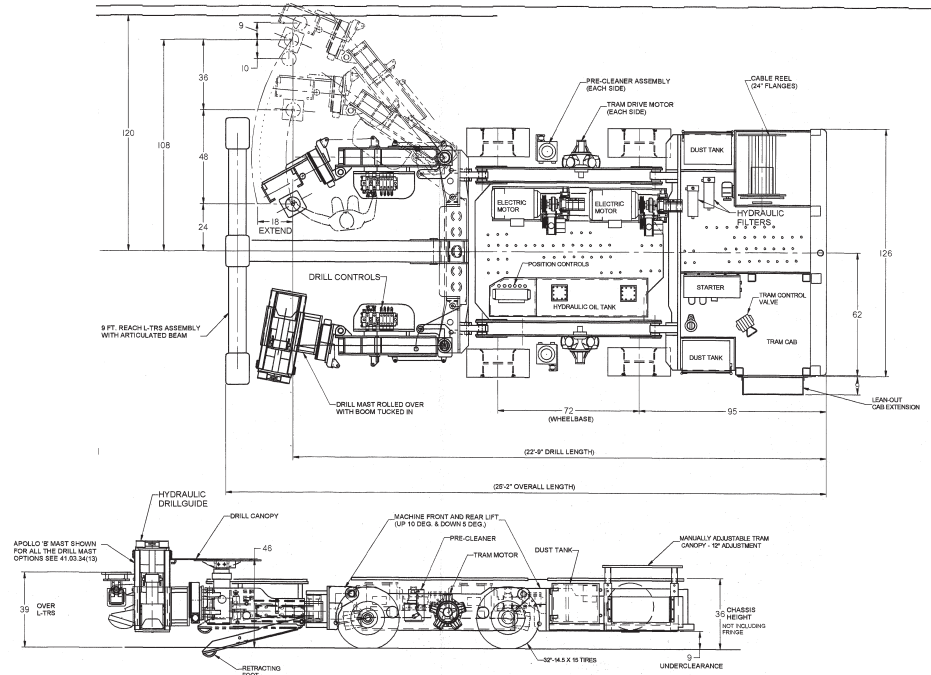 9
10
36
120
108
48
18
EXTEND
24
PRE-CLEANER ASSEMBLY
(EACH SIDE)
TRAM DRIVE MOTOR
(EACH SIDE)
CABLE REEL
(24" FLANGES)
DUST TANK
ELECTRIC
MOTOR
ELECTRIC
MOTOR
HYDRAULIC
FILTERS
126
DRILL CONTROLS
POSITION CONTROLS
HYDRAULIC OIL TANK
STARTER
TRAM CONTROL
VALVE
62
TRAM CAB
DUST TANK
9 FT. REACH L-TRS ASSEMBLY
WITH ARTICULATED BEAM
DRILL MAST ROLLED OVER
WITH BOOM TUCKED IN
LEAN-OUT
CAB EXTENSION
72
(WHEELBASE)
95
(22'-9" DRILL LENGTH)
(25'-2" OVERALL LENGTH)
HYDRAULIC
DRILLGUIDE
APOLLO 'B' MAST SHOWN
FOR ALL THE DRILL MAST
OPTIONS SEE 41.03.34(13)
DRILL CANOPY
46
MACHINE FRONT AND REAR LIFT
(UP 10 DEG. & DOWN 5 DEG.)
PRE-CLEANER
TRAM MOTOR
DUST TANK
MANUALLY ADJUSTABLE TRAM
CANOPY - 12" ADJUSTMENT
39
OVER
L-TRS
36
CHASSIS
HEIGHT
NOT INCLUDING
FRINGE
9
UNDERCLEARANCE
32"-14.5 X 15 TIRES
RETRACTING